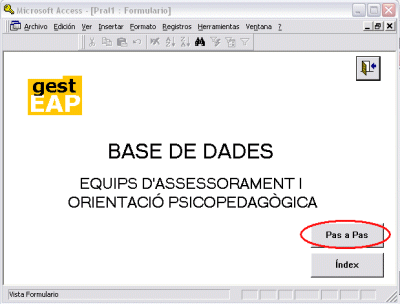 Microsoft Access - [Pral1 : Formulario]
Archivo Edición Ver Insertar Formato Registros Herramientas Ventana ?
gest
EAP
BASE DE DADES
EQUIPS D'ASSESSORAMENT I
ORIENTACIÓ PSICOPEDAGÒGICA
Pas a Pas
Índex
Vista Formulario